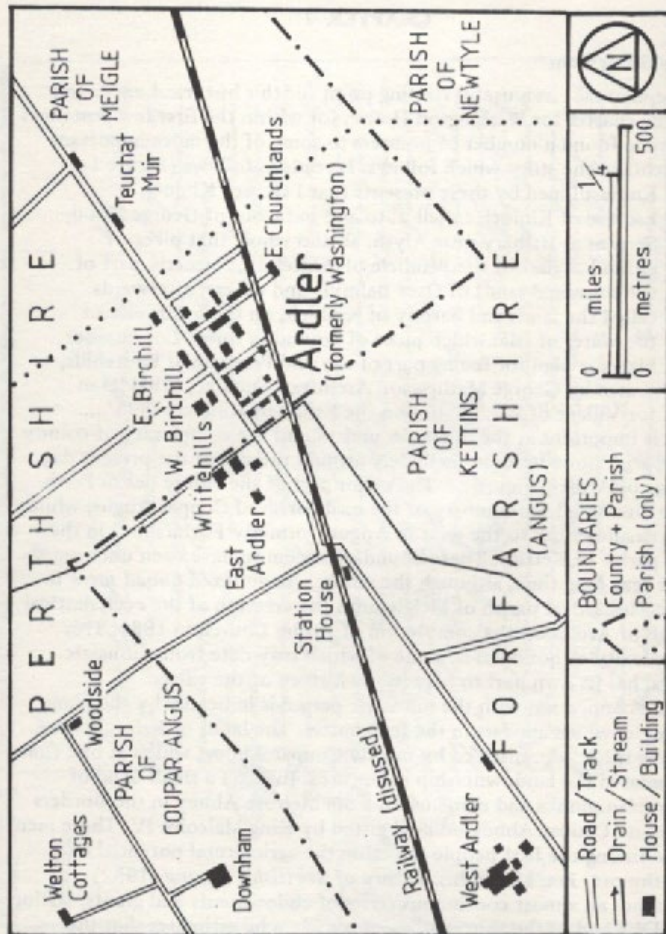 PERTHSHIRE
PARISH
OF
MEIGLE
Teuchat
Muir
E. Birchill
W. Birchill
Whitehills
East
Ardler
Woodside
Welton
Cottages
PARISH
OF
COUPAR ANGUS
Downham
Station
House
E. Churchlands
Ardler
(fomerly Washington)
PARISH
OF
NEWTYLE
PARISH
OF
KETTINS
Railway (disused)
West Ardler
FORFARSHIRE
(ANGUS)
Road / Track
Drain / Stream
House, Building
BOUNDARIES
County + Parish
Parish (only)
0 miles ¼
0 metres 500
N